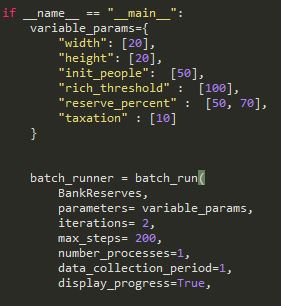 if __name__ == "__main__":
    variable_params={
        "width": [20],
        "height": [20],
        "init_people":  [50],
        "rich_threshold" :  [100],
        "reserve_percent" :  [50, 70],
        "taxation" : [10]
    }
    batch_runner = batch_run(
        BankReserves,
        parameters= variable_params,
        iterations= 2,
        max_steps= 200,
        number_processes=1,
        data_collection_period=1,
        display_progress=True,